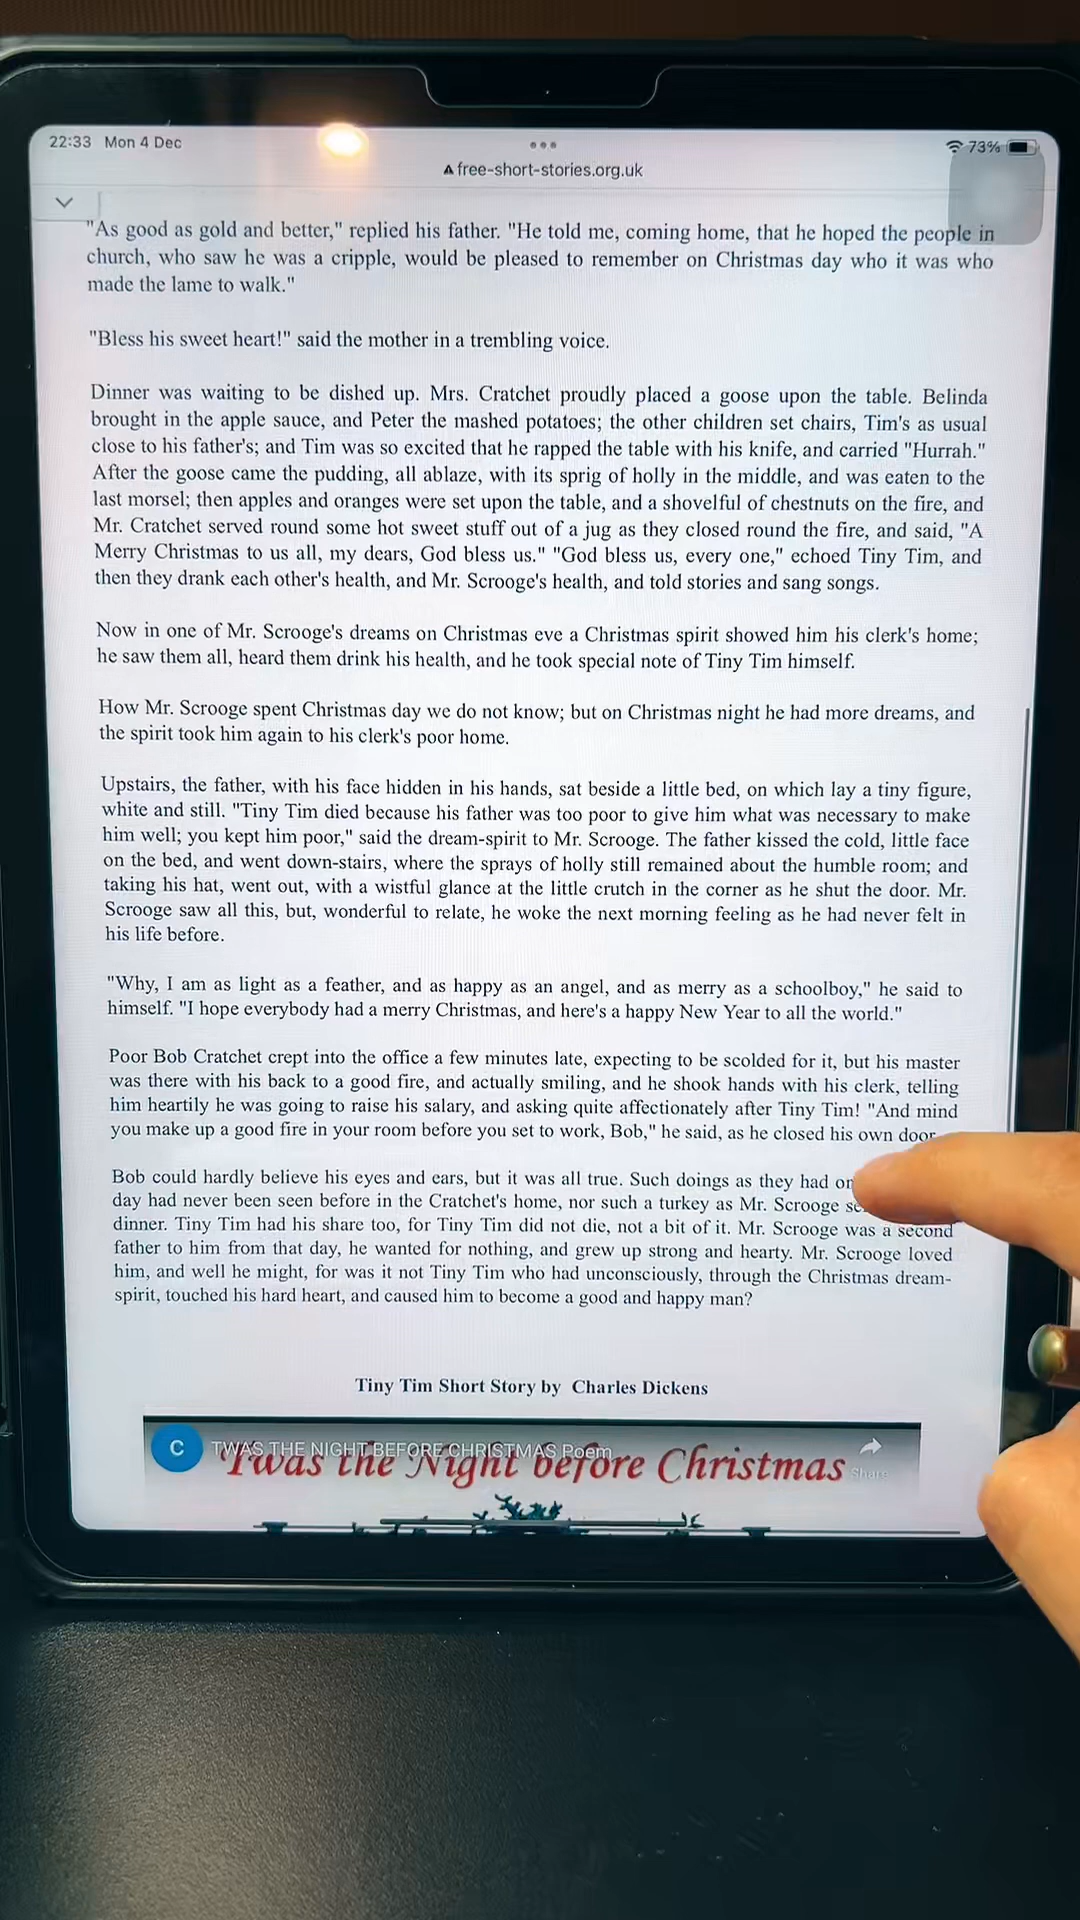 22:33 Mon 4 Dec
73%
free-short-stories.org.uk
"As good as gold and better," replied his father. "He told me, coming home, that he hoped the people in
church, who saw he was a cripple, would be pleased to remember on Christmas day who it was who
made the lame to walk."
"Bless his sweet heart!" said the mother in a trembling voice.
Dinner was waiting to be dished up. Mrs. Cratchet proudly placed a goose upon the table. Belinda
brought in the apple sauce, and Peter the mashed potatoes; the other children set chairs, Tim's as usual
close to his father's; and Tim was so excited that he rapped the table with his knife, and carried "Hurrah."
After the goose came the pudding, all ablaze, with its sprig of holly in the middle, and was eaten to the
last morsel; then apples and oranges were set upon the table, and a shovelful of chestnuts on the fire, and
Mr. Cratchet served round some hot sweet stuff out of a jug as they closed round the fire, and said, "A
Merry Christmas to us all, my dears, God bless us." "God bless us, every one," echoed Tiny Tim, and
then they drank each other's health, and Mr. Scrooge's health, and told stories and sang songs.
Now in one of Mr. Scrooge's dreams on Christmas eve a Christmas spirit showed him his clerk's home;
he saw them all, heard them drink his health, and he took special note of Tiny Tim himself.
How Mr. Scrooge spent Christmas day we do not know; but on Christmas night he had more dreams, and
the spirit took him again to his clerk's poor home.
Upstairs, the father, with his face hidden in his hands, sat beside a little bed, on which lay a tiny figure,
white and still. "Tiny Tim died because his father was too poor to give him what was necessary to make
him well; you kept him poor," said the dream-spirit to Mr. Scrooge. The father kissed the cold, little face
on the bed, and went down-stairs, where the sprays of holly still remained about the humble room; and
taking his hat, went out, with a wistful glance at the little crutch in the corner as he shut the door. Mr.
Scrooge saw all this, but, wonderful to relate, he woke the next morning feeling as he had never felt in
his life before.
"Why, I am as light as a feather, and as happy as an angel, and as merry as a schoolboy," he said to
himself. "I hope everybody had a merry Christmas, and here's a happy New Year to all the world."
Poor Bob Cratchet crept into the office a few minutes late, expecting to be scolded for it, but his master
was there with his back to a good fire, and actually smiling, and he shook hands with his clerk, telling
him heartily he was going to raise his salary, and asking quite affectionately after Tiny Tim! "And mind
you make up a good fire in your room before you set to work, Bob," he said, as he closed his own door
Bob could hardly believe his eyes and ears, but it was all true. Such doings as they had
day had never been seen before in the Cratchet's home, nor such a turkey as Mr. Scrooge
dinner. Tiny Tim had his share too, for Tiny Tim did not die, not a bit of it. Mr. Scrooge was a second
father to him from that day, he wanted for nothing, and grew up strong and hearty. Mr. Scrooge loved
him, and well he might, for was it not Tiny Tim who had unconsciously, through the Christmas dream-
spirit, touched his hard heart, and caused him to become a good and happy man?
Tiny Tim Short Story by Charles Dickens
C
TWAS THE NIGHT BEFORE CHRISTMAS Poem
'Twas the Night before Christmas
Share